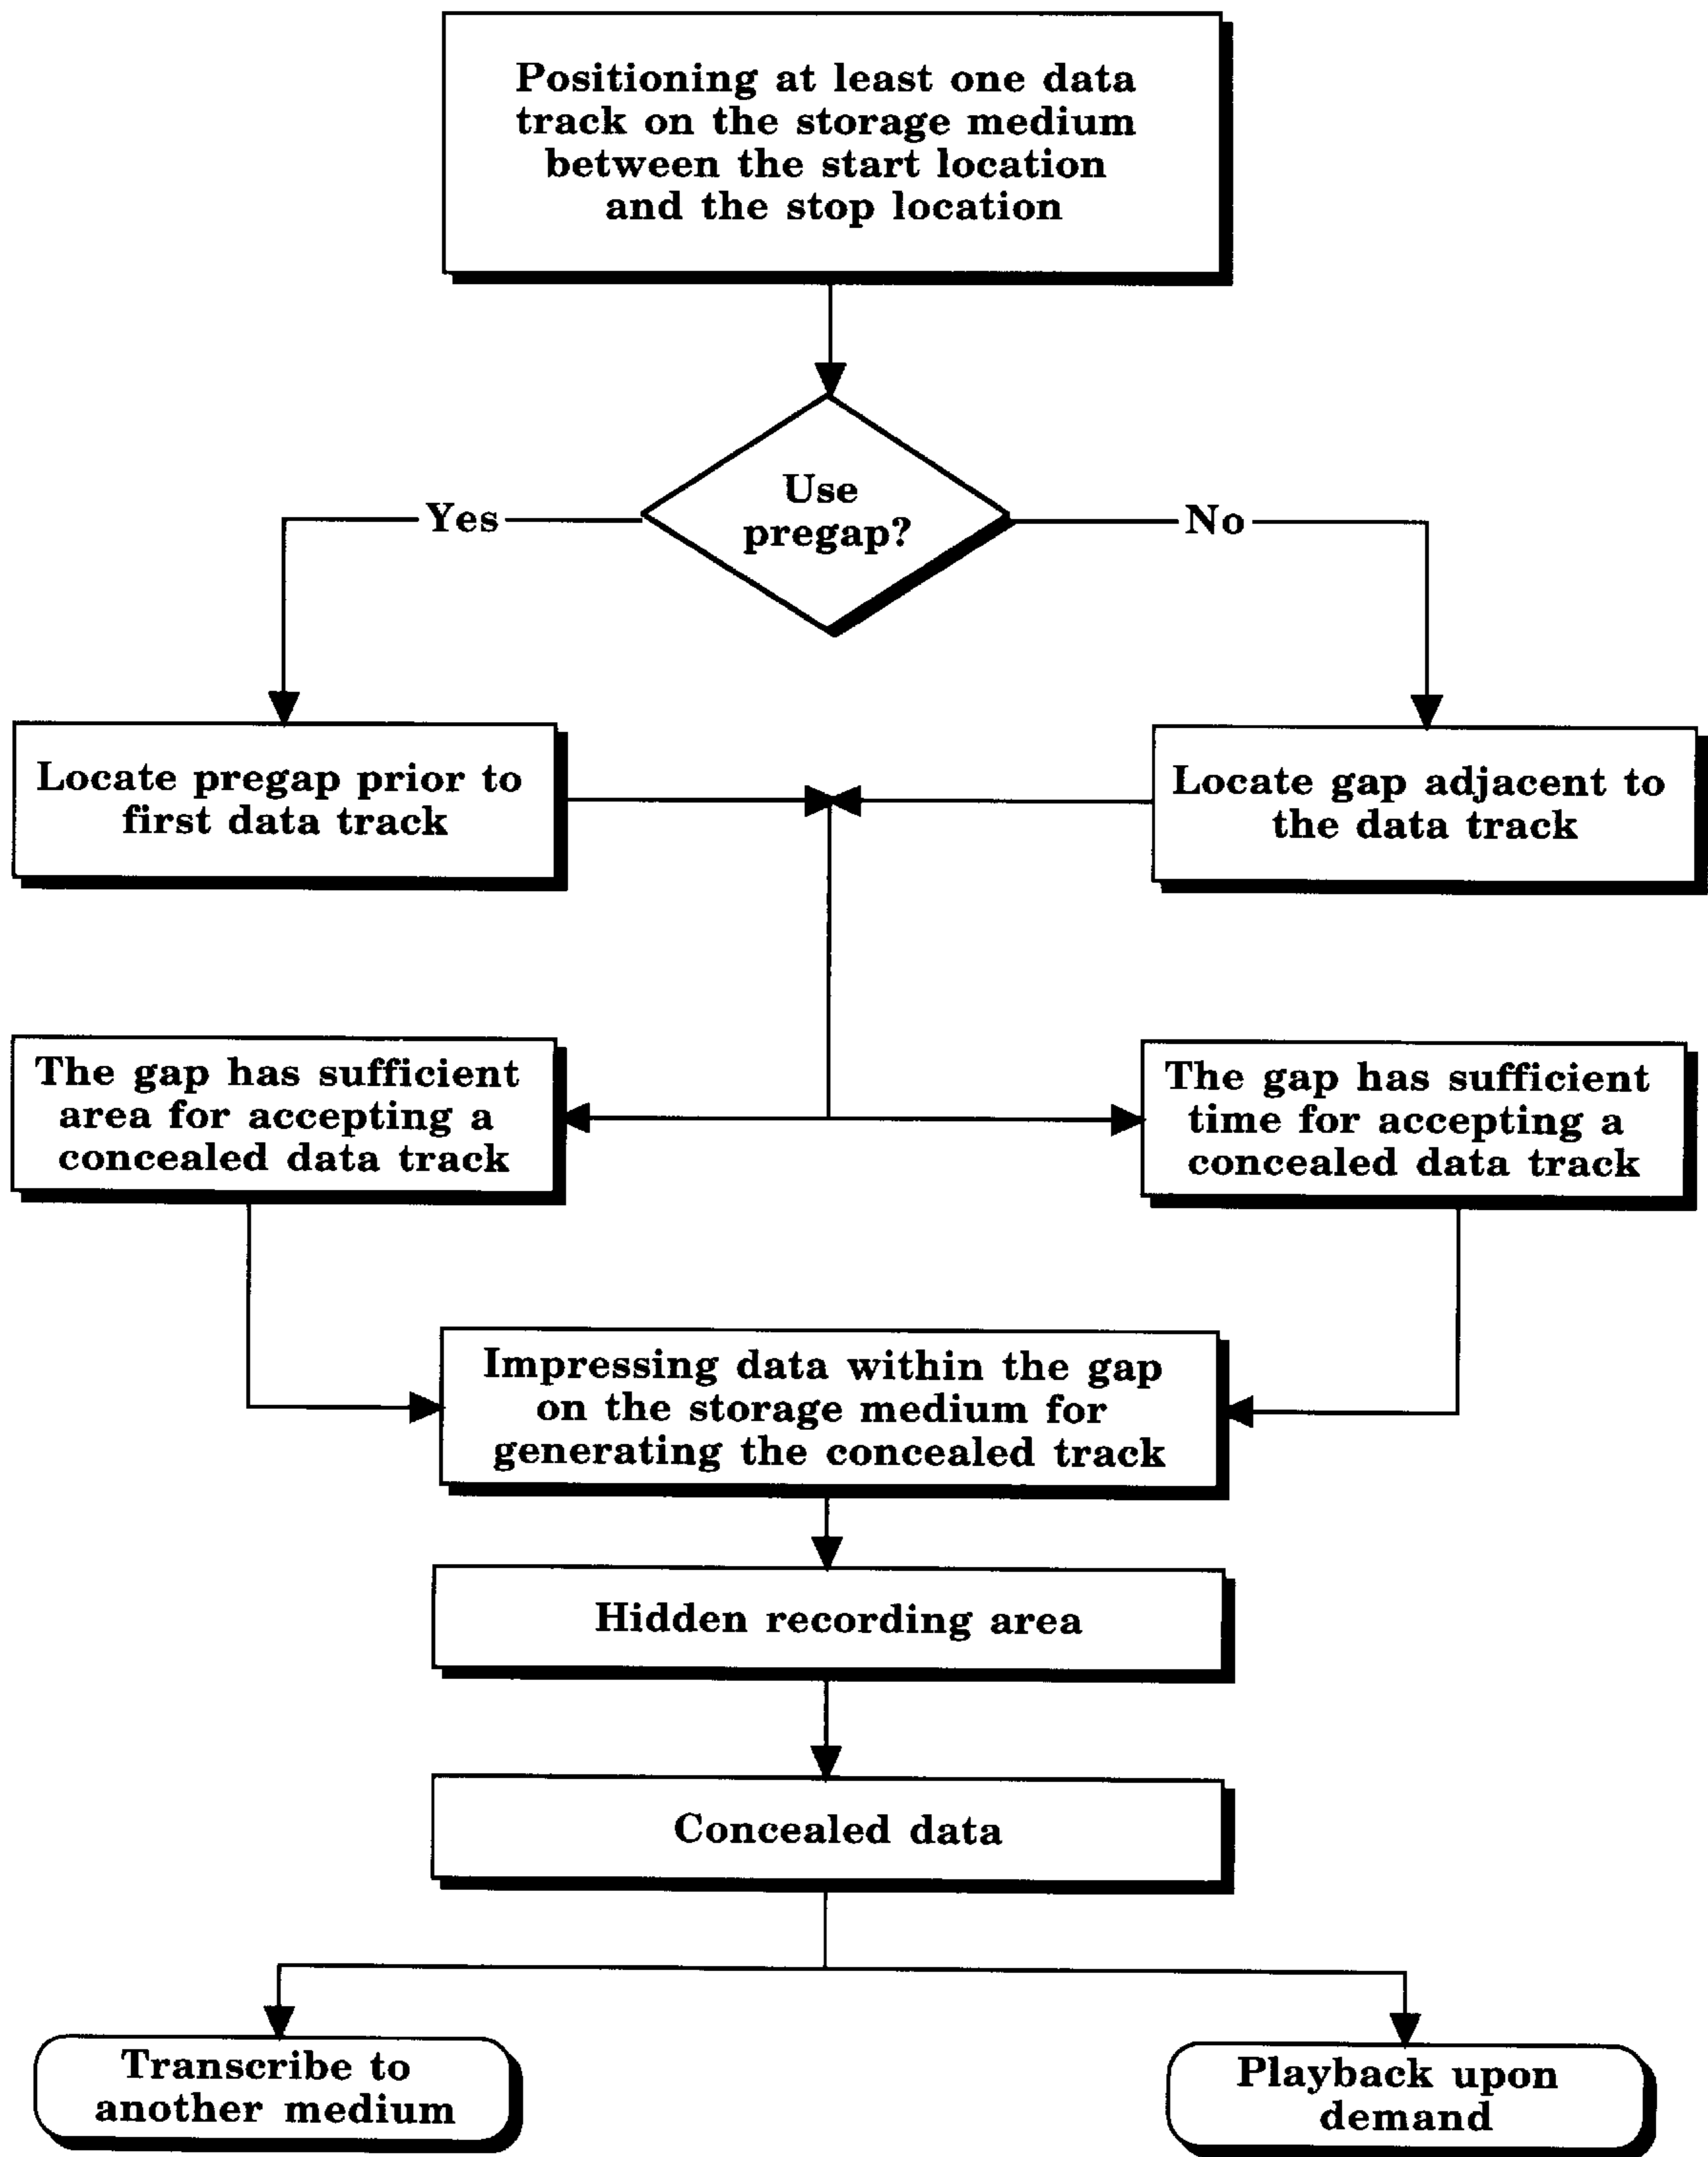 Positioning at least one data
track on the storage medium
between the start location
and the stop location
Use
pregap?
Yes
No
Locate pregap prior to
first data track
Locate gap adjacent to
the data track
The gap has sufficient
area for accepting a
concealed data track
The gap has sufficient
time for accepting a
concealed data track
Impressing data within the gap
on the storage medium for
generating the concealed track
Hidden recording area
Concealed data
Transcribe to
another medium
Playback upon
demand